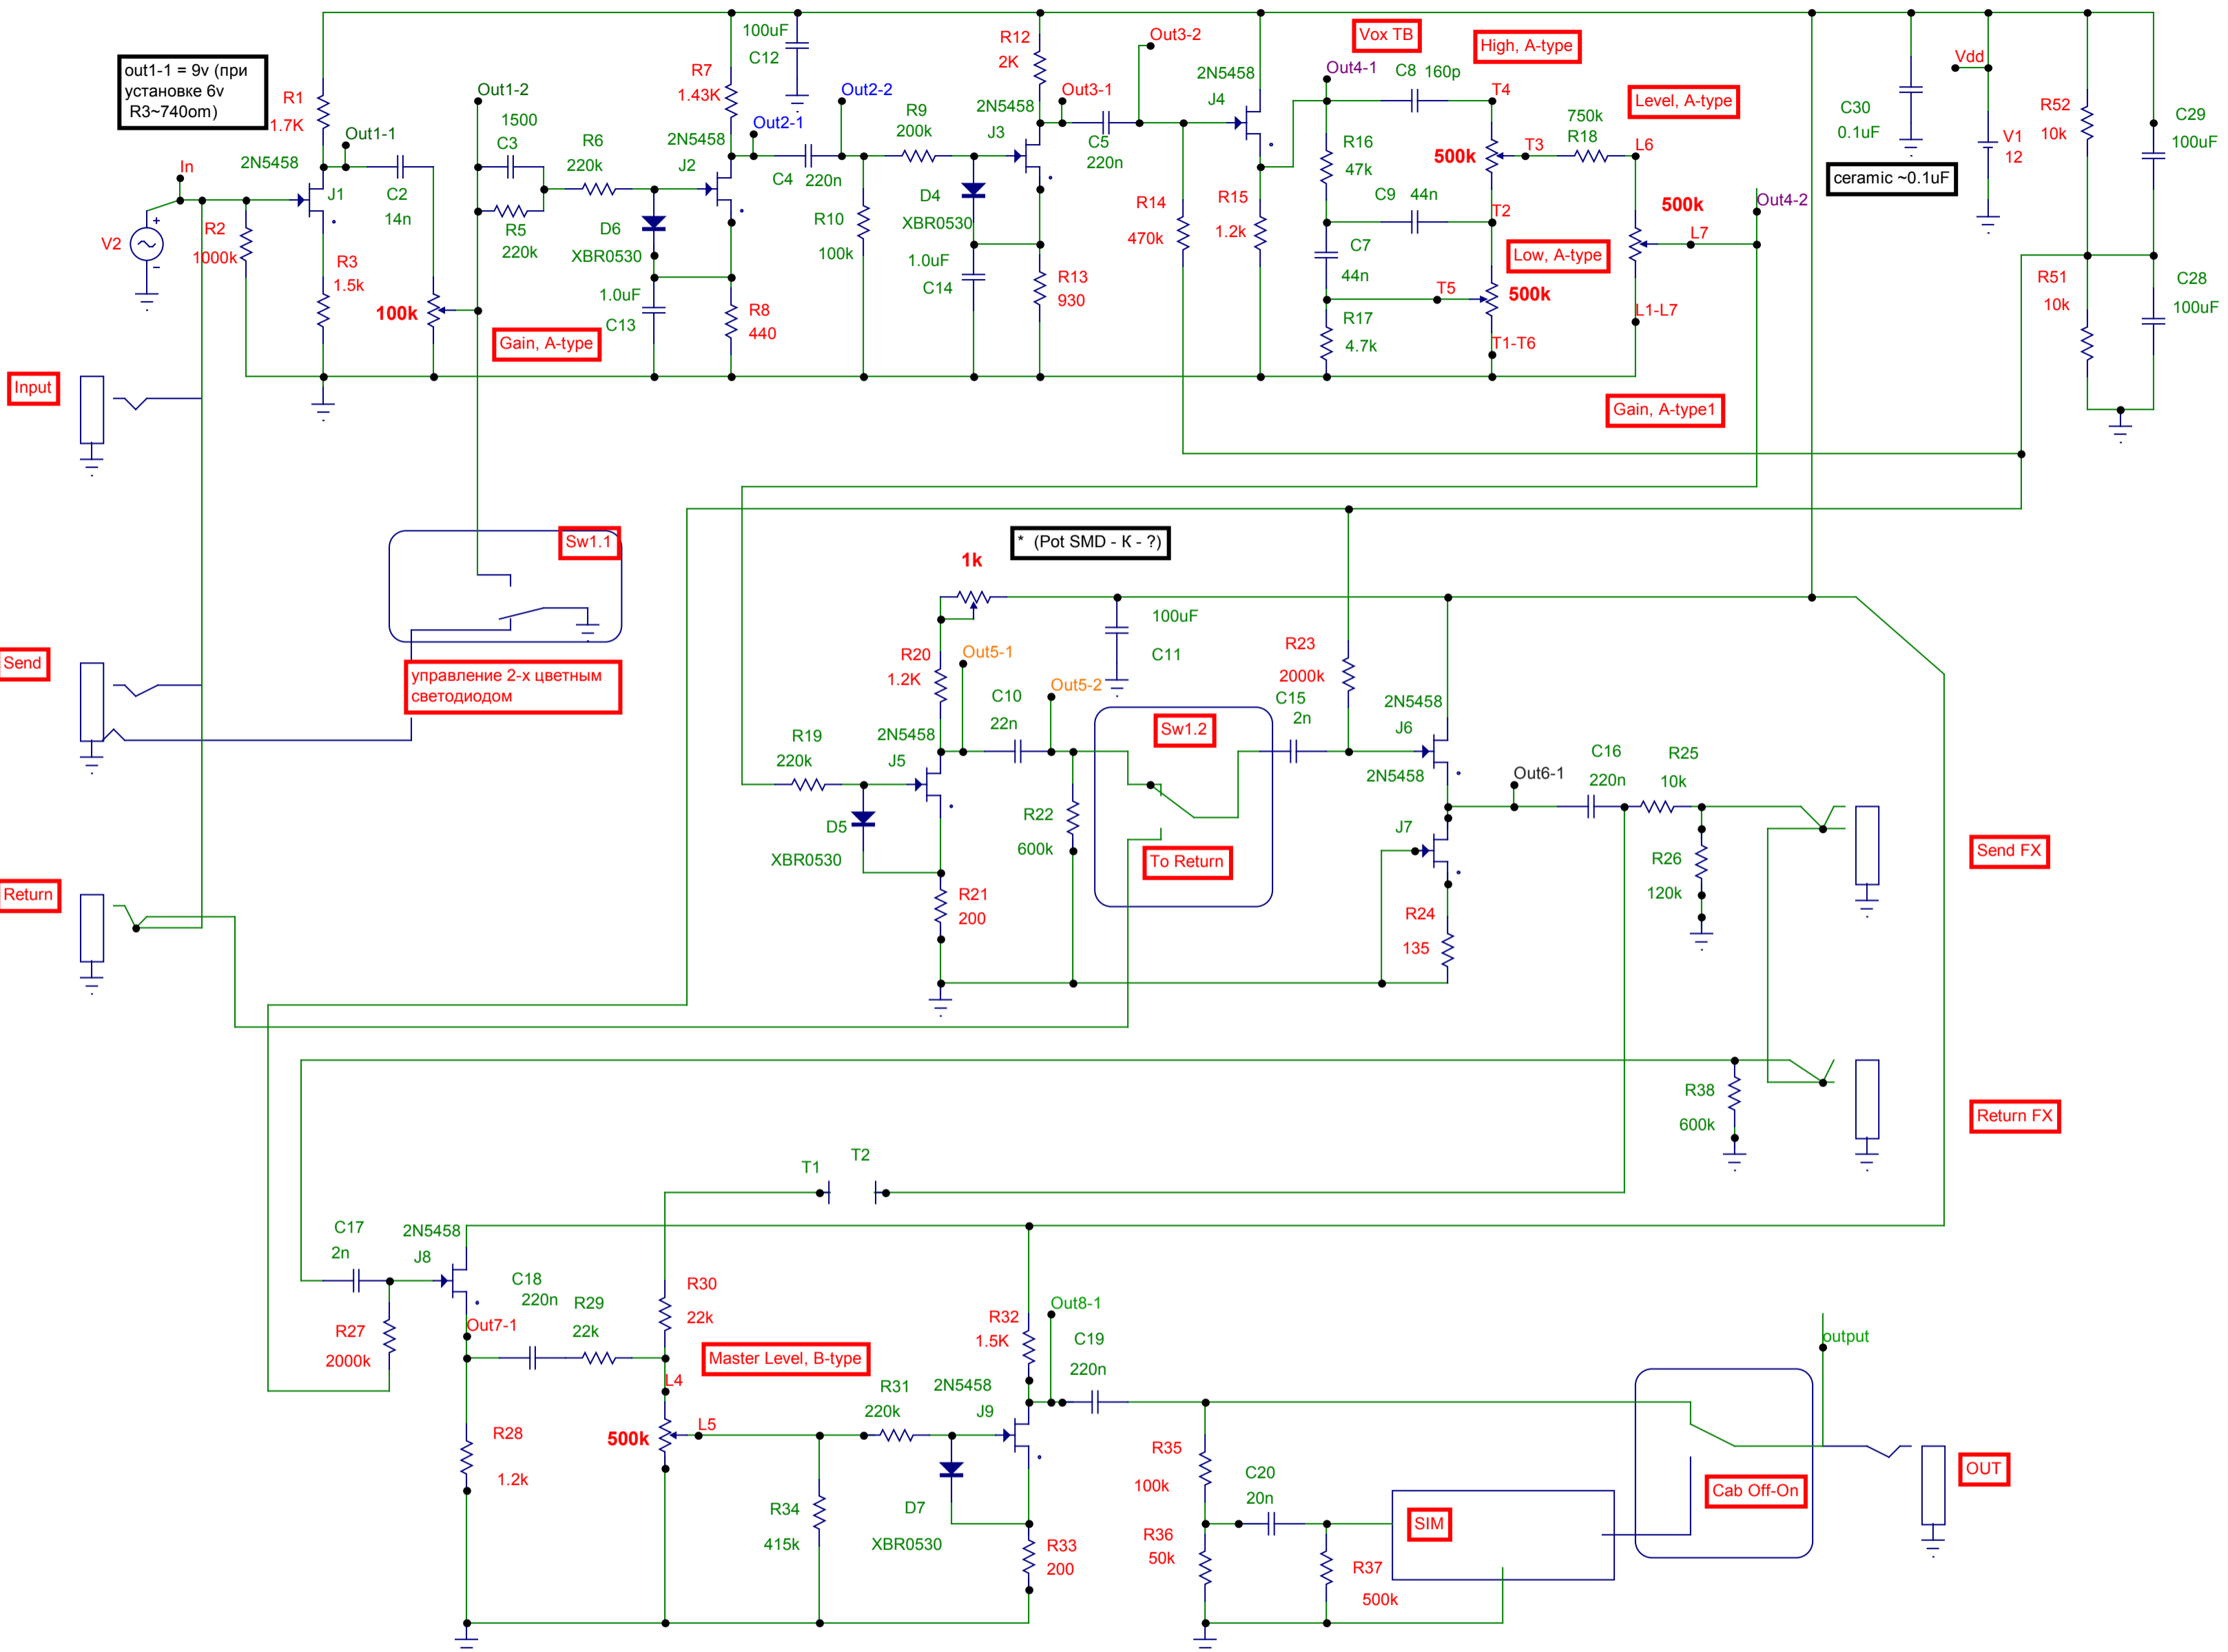 out1-1 = 9v (при
установке 6v
R3~740om)
R1
1.7K
Out1-1
2N5458
J1
In
V2
+
R2
1000k
R3
1.5k
C2
14n
100k
Out1-2
1500
C3
R5
220k
R6
220k
D6
XBR0530
1.0uF
C13
Gain, A-type
R7
1.43K
2N5458
J2
R8
440
100uF
C12
Out2-1
Out2-2
C4
220n
R9
200k
R10
100k
D4
XBR0530
1.0uF
C14
R12
2K
2N5458
J3
Out3-1
R13
930
C5
220n
Out3-2
R14
470k
2N5458
J4
R15
1.2k
Vox TB
Out4-1
C8
160p
High, A-type
T4
R16
47k
500k
T3
750k
R18
L6
Level, A-type
C9
44n
T2
C7
44n
Low, A-type
T5
500k
R17
4.7k
T1-T6
500k
L7
L1-L7
Out4-2
Gain, A-type1
C30
0.1uF
ceramic ~0.1uF
Vdd
V1
12
R52
10k
C29
100uF
R51
10k
C28
100uF
Input
Send
Return
Sw1.1
управление 2-х цветным
светодиодом
* (Pot SMD - К - ?)
1k
R20
1.2K
Out5-1
100uF
C11
C10
22n
Out5-2
R19
220k
2N5458
J5
D5
XBR0530
R21
200
R22
600k
Sw1.2
To Return
R23
2000k
C15
2n
2N5458
J6
2N5458
J7
R24
135
Out6-1
C16
220n
R25
10k
R26
120k
Send FX
R38
600k
Return FX
T1
T2
C17
2n
2N5458
J8
R27
2000k
Out7-1
C18
220n
R29
22k
R28
1.2k
R30
22k
Master Level, B-type
L4
500k
L5
R34
415k
R31
220k
2N5458
J9
D7
XBR0530
R32
1.5K
Out8-1
C19
220n
R33
200
R35
100k
R36
50k
C20
20n
R37
500k
SIM
Cab Off-On
output
OUT